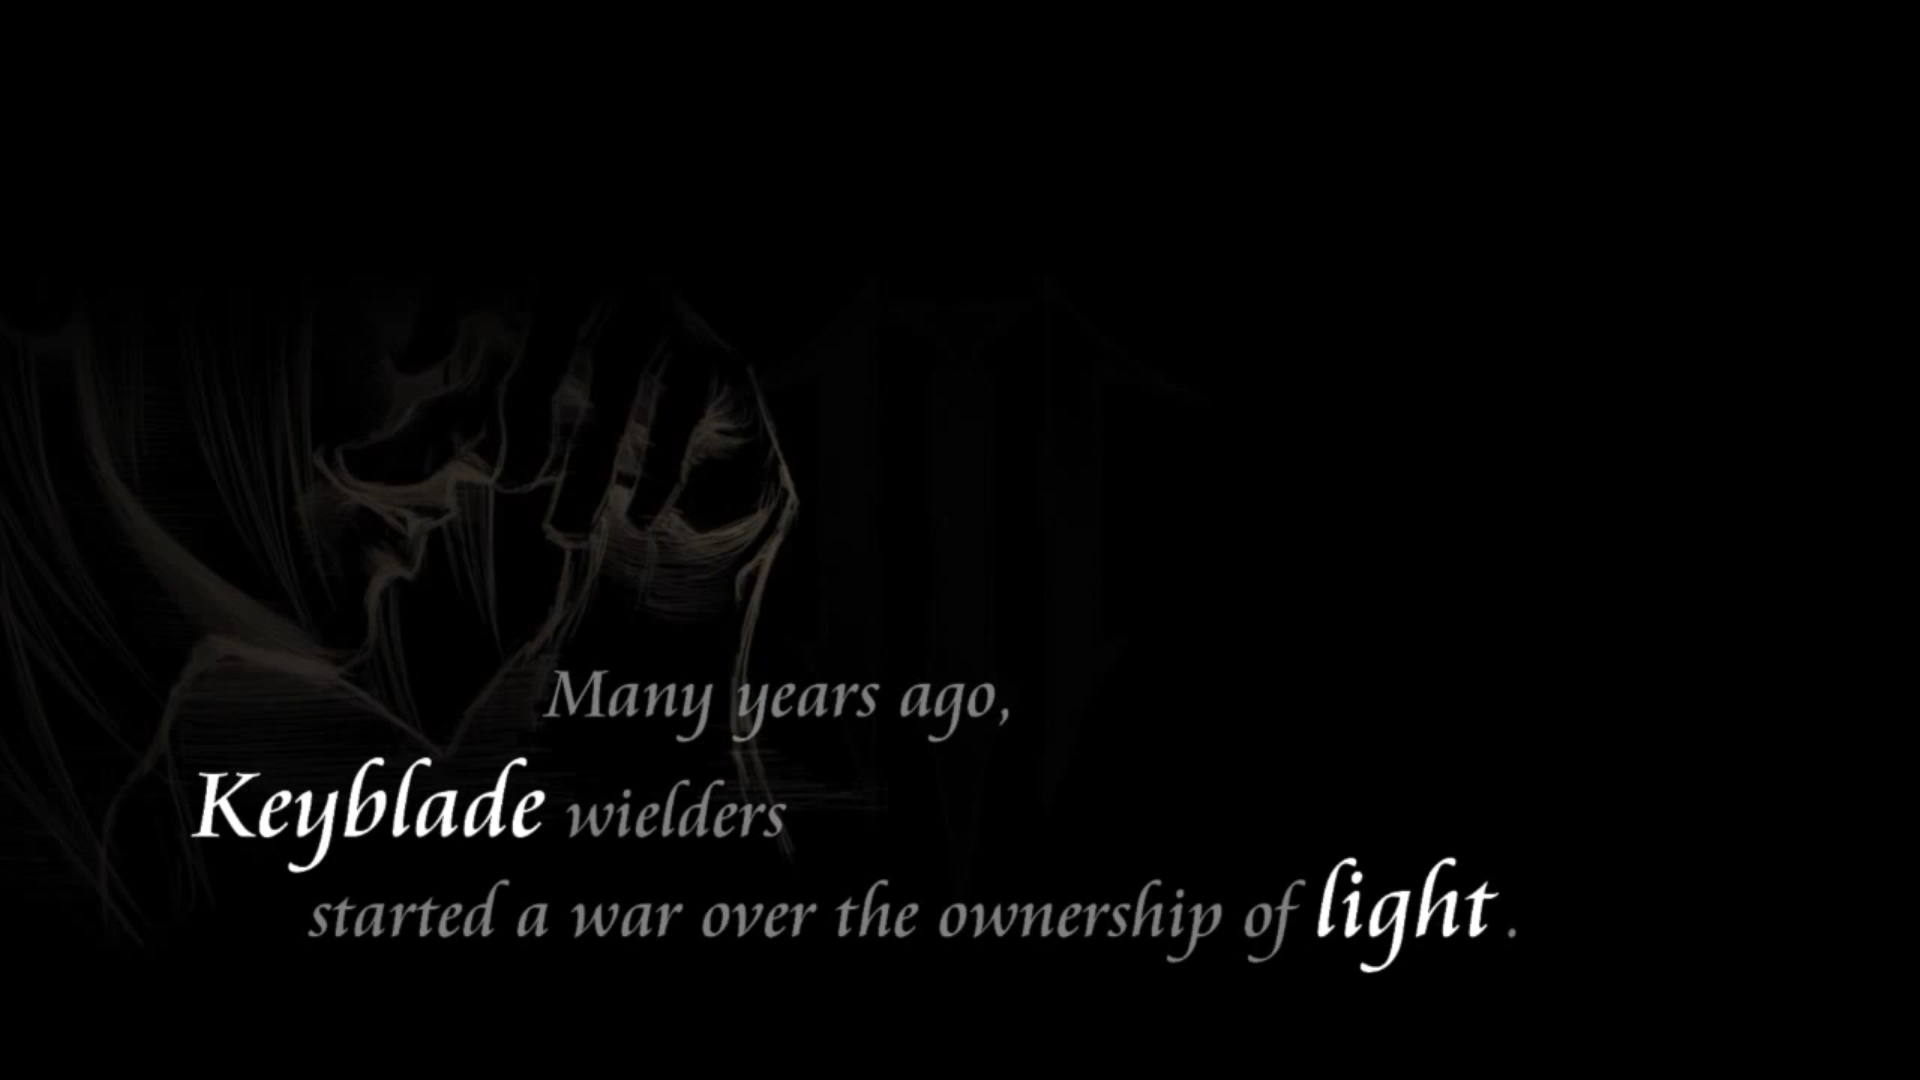 Many years ago,
Keyblade wielders
started a war over the ownership of light.